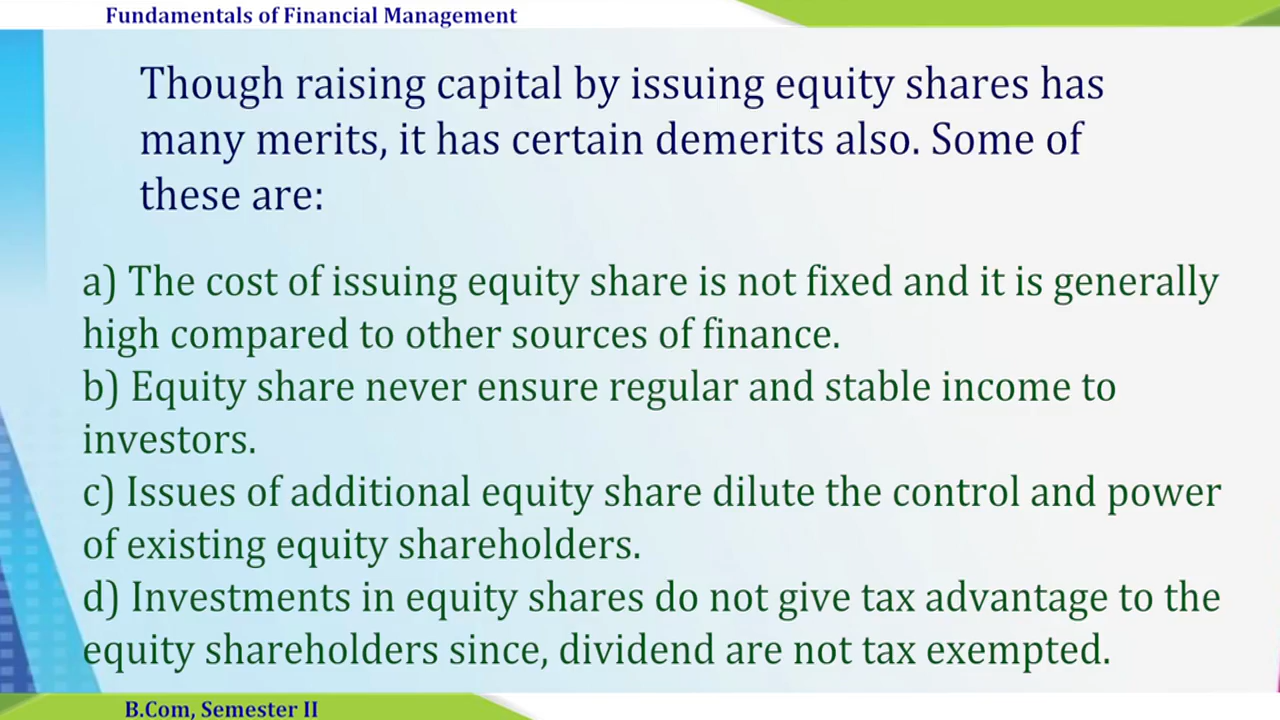 Fundamentals of Financial Management
Though raising capital by issuing equity shares has
many merits, it has certain demerits also. Some of
these are:
a) The cost of issuing equity share is not fixed and it is generally
high compared to other sources of finance.
b) Equity share never ensure regular and stable income to
investors.
c) Issues of additional equity share dilute the control and power
of existing equity shareholders.
d) Investments in equity shares do not give tax advantage to the
equity shareholders since, dividend are not tax exempted.
B.Com, Semester II